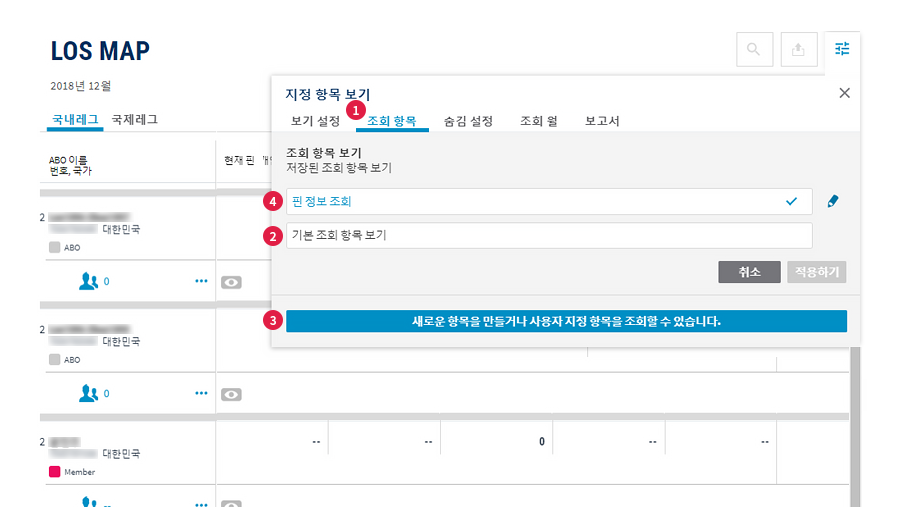 LOS MAP
2018년 12월
국내레그 국제레그
ABO 이름
번호, 국가
현재 핀
지정 항목 보기
1
보기 설정 조회 항목 숨김 설정 조회 월 보고서
조회 항목 보기
저장된 조회 항목 보기
4 핀 정보 조회
2 기본 조회 항목 보기
취소 적용하기
3 새로운 항목을 만들거나 사용자 지정 항목을 조회할 수 있습니다.
2
대한민국
ABO
0 •••
2
대한민국
ABO
0 •••
2
대한민국
Member
-- -- 0 -- --
-- •••